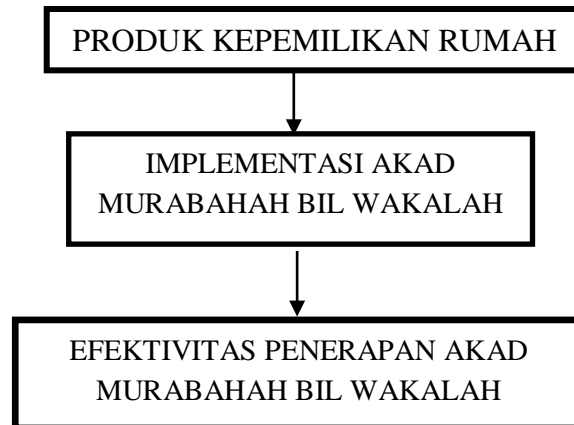 PRODUK KEPEMILIKAN RUMAH
IMPLEMENTASI AKAD
MURABAHAH BIL WAKALAH
EFEKTIVITAS PENERAPAN AKAD
MURABAHAH BIL WAKALAH